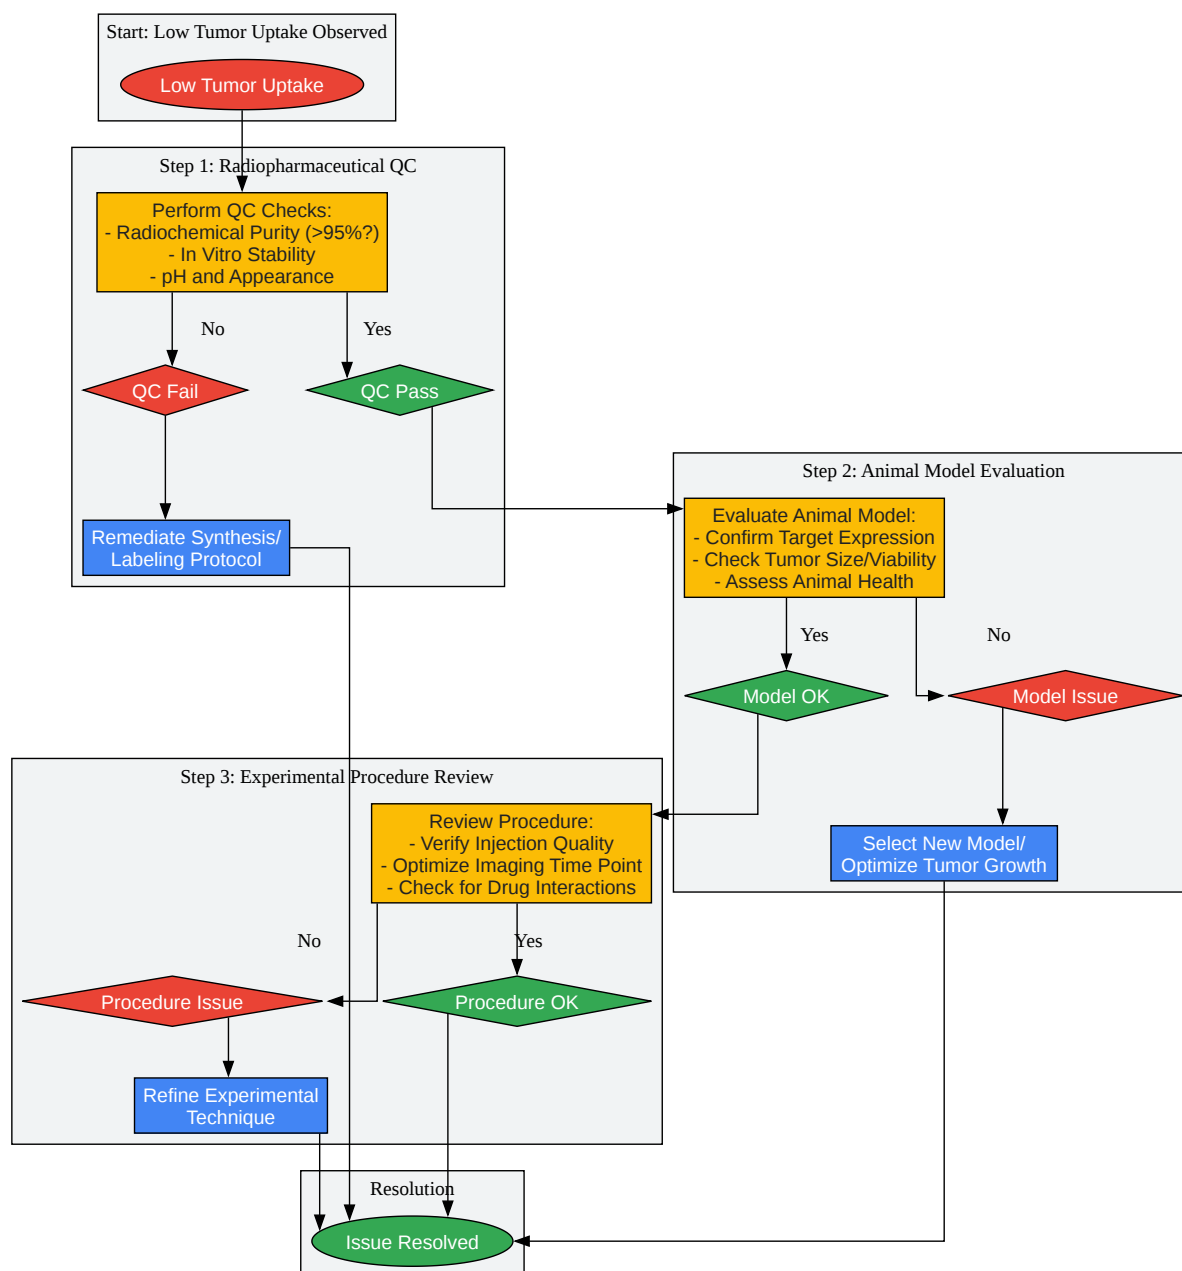 Start: Low Tumor Uptake Observed
Low Tumor Uptake
Step 1: Radiopharmaceutical QC
Perform QC Checks:
- Radiochemical Purity (>95%?)
- In Vitro Stability
- pH and Appearance
No
Yes
QC Fail
QC Pass
Remediate Synthesis/
Labeling Protocol
Step 2: Animal Model Evaluation
Evaluate Animal Model:
- Confirm Target Expression
- Check Tumor Size/Viability
- Assess Animal Health
Yes
No
Model OK
Model Issue
Select New Model/
Optimize Tumor Growth
Step 3: Experimental Procedure Review
Review Procedure:
- Verify Injection Quality
- Optimize Imaging Time Point
- Check for Drug Interactions
No
Yes
Procedure Issue
Procedure OK
Refine Experimental
Technique
Resolution
Issue Resolved